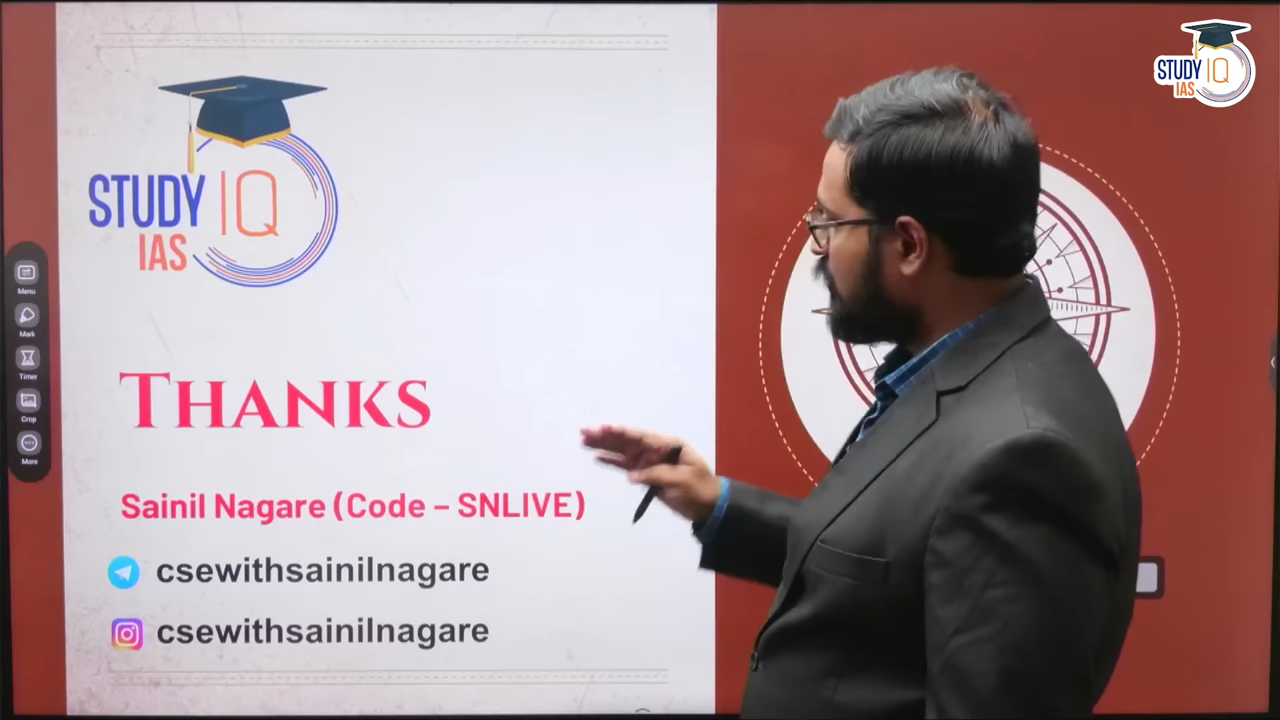 STUDY IQ
IAS
STUDY IQ
IAS
Menu
Mark
Timer
Crop
More
THANKS
Sainil Nagare (Code – SNLIVE)
csewithsainilnagare
csewithsainilnagare